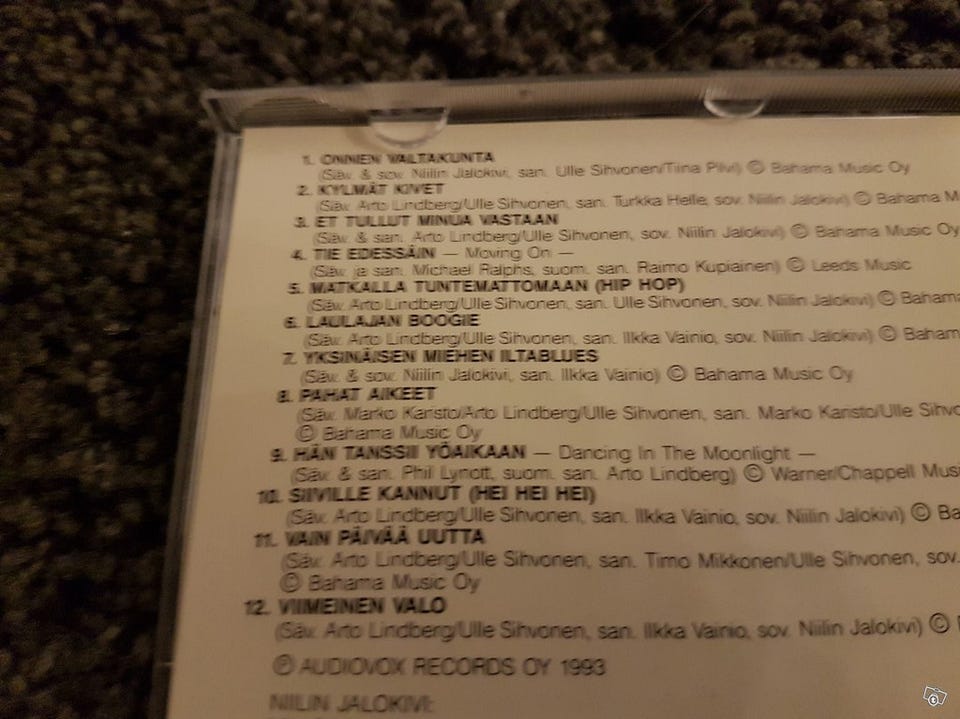 1. ONNEN VALTAKUNTA
(Säv. & sov. Niilin Jalokivi, san. Ulle Sihvonen/Tiina Pilvi) © Bahama Music Oy
2. KYLMÄT KIVET
(Säv. Arto Lindberg/Ulle Sihvonen, san. Turkka Helle, sov. Niilin Jalokivi) © Bahama M
3. ET TULLUT MINUA VASTAAN
(Säv. & san. Arto Lindberg/Ulle Sihvonen, sov. Niilin Jalokivi) © Bahama Music Oy
4. TIE EDESSÄIN — Moving On —
(Säv. ja san. Michael Ralphs, suom. san. Raimo Kupiainen) © Leeds Music
5. MATKALLA TUNTEMATTOMAAN (HIP HOP)
(Säv. Arto Lindberg/Ulle Sihvonen, san. Ulle Sihvonen, sov. Niilin Jalokivi) © Baham
6. LAULAJAN BOOGIE
(Säv. Arto Lindberg/Ulle Sihvonen, san. Ilkka Vainio, sov. Niilin Jalokivi) © Baham
7. YKSINÄISEN MIEHEN ILTABLUES
(Säv. & sov. Niilin Jalokivi, san. Ilkka Vainio) © Bahama Music Oy
8. PAHAT AIKEET
(Säv. Marko Karisto/Arto Lindberg/Ulle Sihvonen, san. Marko Karisto/Ulle Sihvo
© Bahama Music Oy
9. HÄN TANSSII YÖAIKAAN — Dancing In The Moonlight —
(Säv. & san. Phil Lynott, suom. san. Arto Lindberg) © Warner/Chappell Musi
10. SIIVILLE KANNUT (HEI HEI HEI)
(Säv. Arto Lindberg/Ulle Sihvonen, san. Ilkka Vainio, sov. Niilin Jalokivi) © Ba
11. VAIN PÄIVÄÄ UUTTA
(Säv. Arto Lindberg/Ulle Sihvonen, san. Timo Mikkonen/Ulle Sihvonen, sov.
© Bahama Music Oy
12. VIIMEINEN VALO
(Säv. Arto Lindberg/Ulle Sihvonen, san. Ilkka Vainio, sov. Niilin Jalokivi) ©
℗ AUDIOVOX RECORDS OY 1993
NIILIN JALOKIVI: